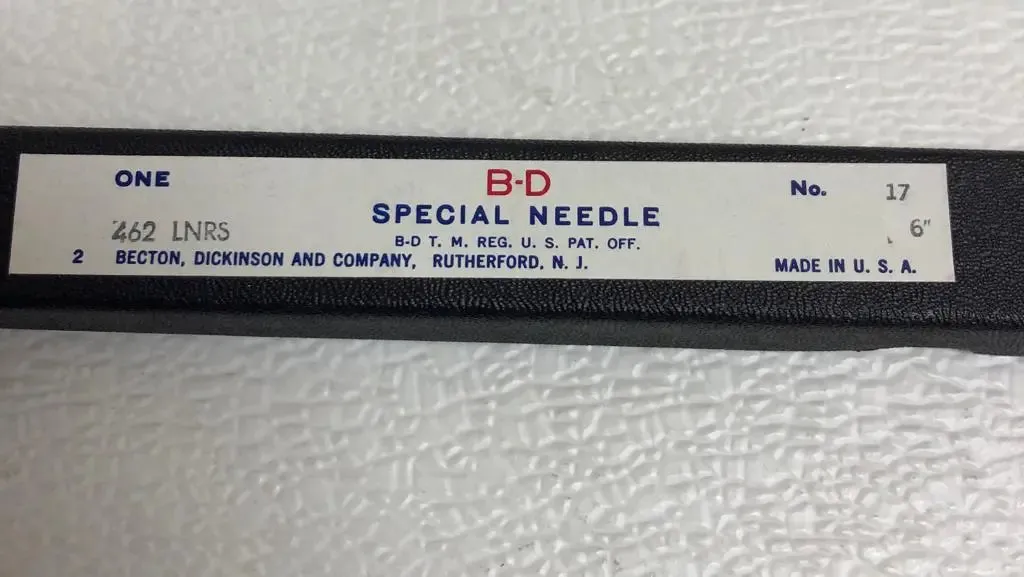 ONE B-D No. 17
SPECIAL NEEDLE
462 LNRS 6"
B-D T. M. REG. U. S. PAT. OFF.
2 BECTON, DICKINSON AND COMPANY, RUTHERFORD, N. J. MADE IN U. S. A.